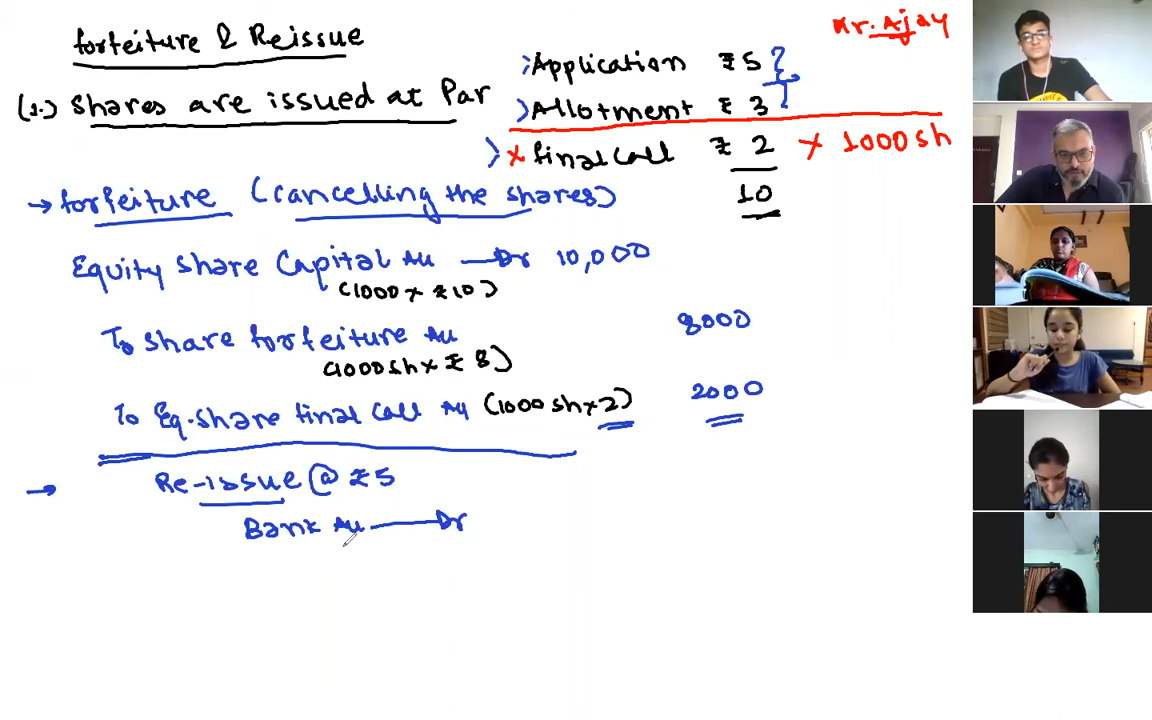 forfeiture & Reissue
Mr. Ajay
(1.) Shares are issued at Par
> Application ₹ 5
> Allotment ₹ 3
> × final call ₹ 2 × 1000 sh
10
→ forfeiture (cancelling the shares)
Equity Share Capital A/c — Dr 10,000
(1000 × ₹ 10)
To share forfeiture A/c 8000
(1000 sh × ₹ 8)
To Eq. share final call A/c (1000 sh × 2) 2000
→ Re-issue @ ₹ 5
Bank A/c — Dr